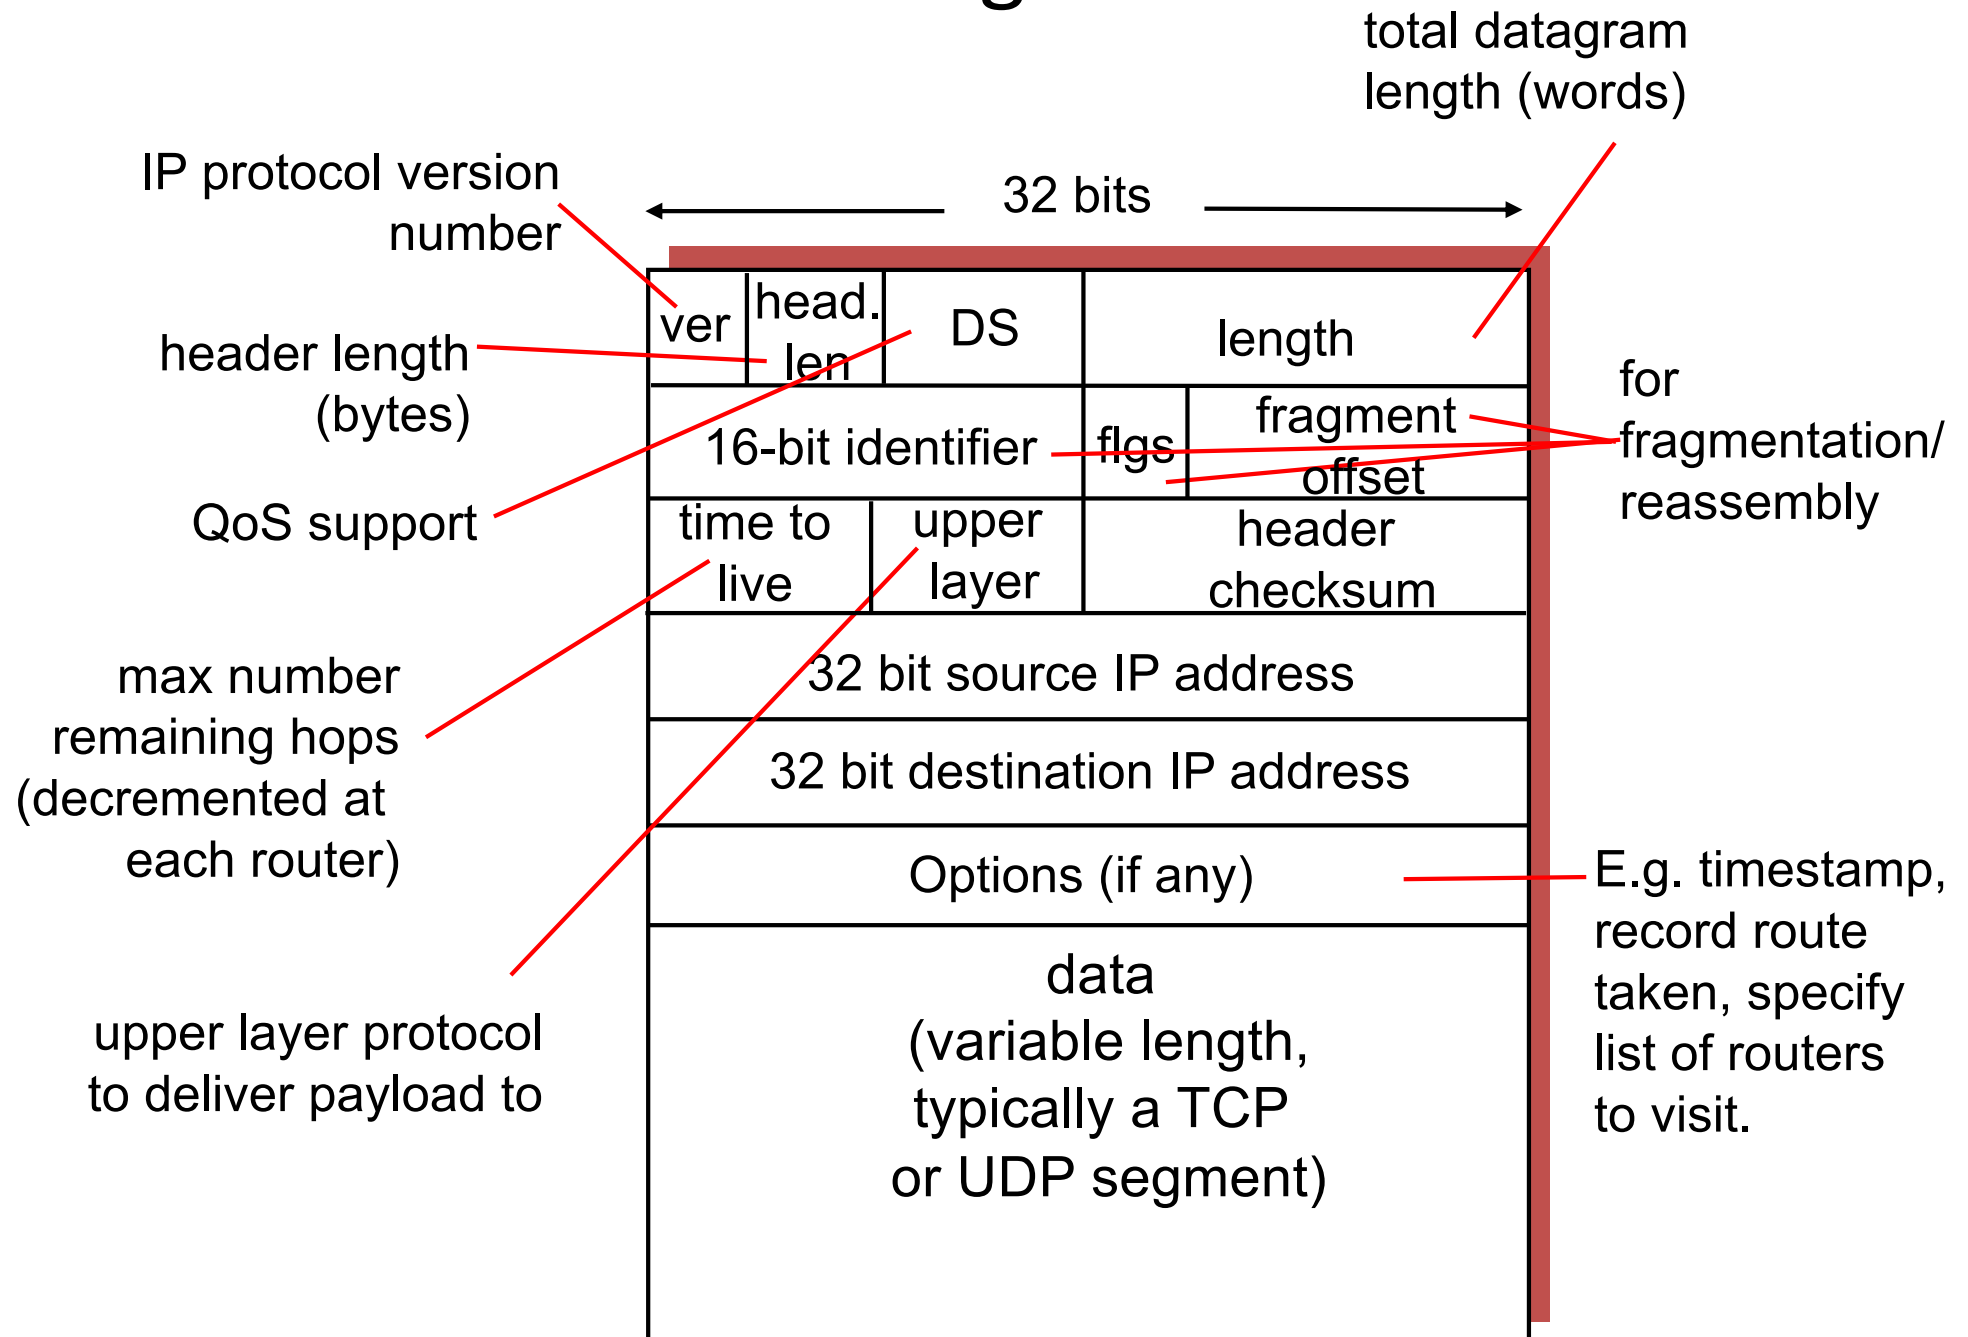 g
total datagram
length (words)
IP protocol version
number
32 bits
header length
(bytes)
QoS support
max number
remaining hops
(decremented at
each router)
upper layer protocol
to deliver payload to
ver
head.
len
DS
length
16-bit identifier
flgs
fragment
offset
time to
live
upper
layer
header
checksum
32 bit source IP address
32 bit destination IP address
Options (if any)
data
(variable length,
typically a TCP
or UDP segment)
for
fragmentation/
reassembly
E.g. timestamp,
record route
taken, specify
list of routers
to visit.